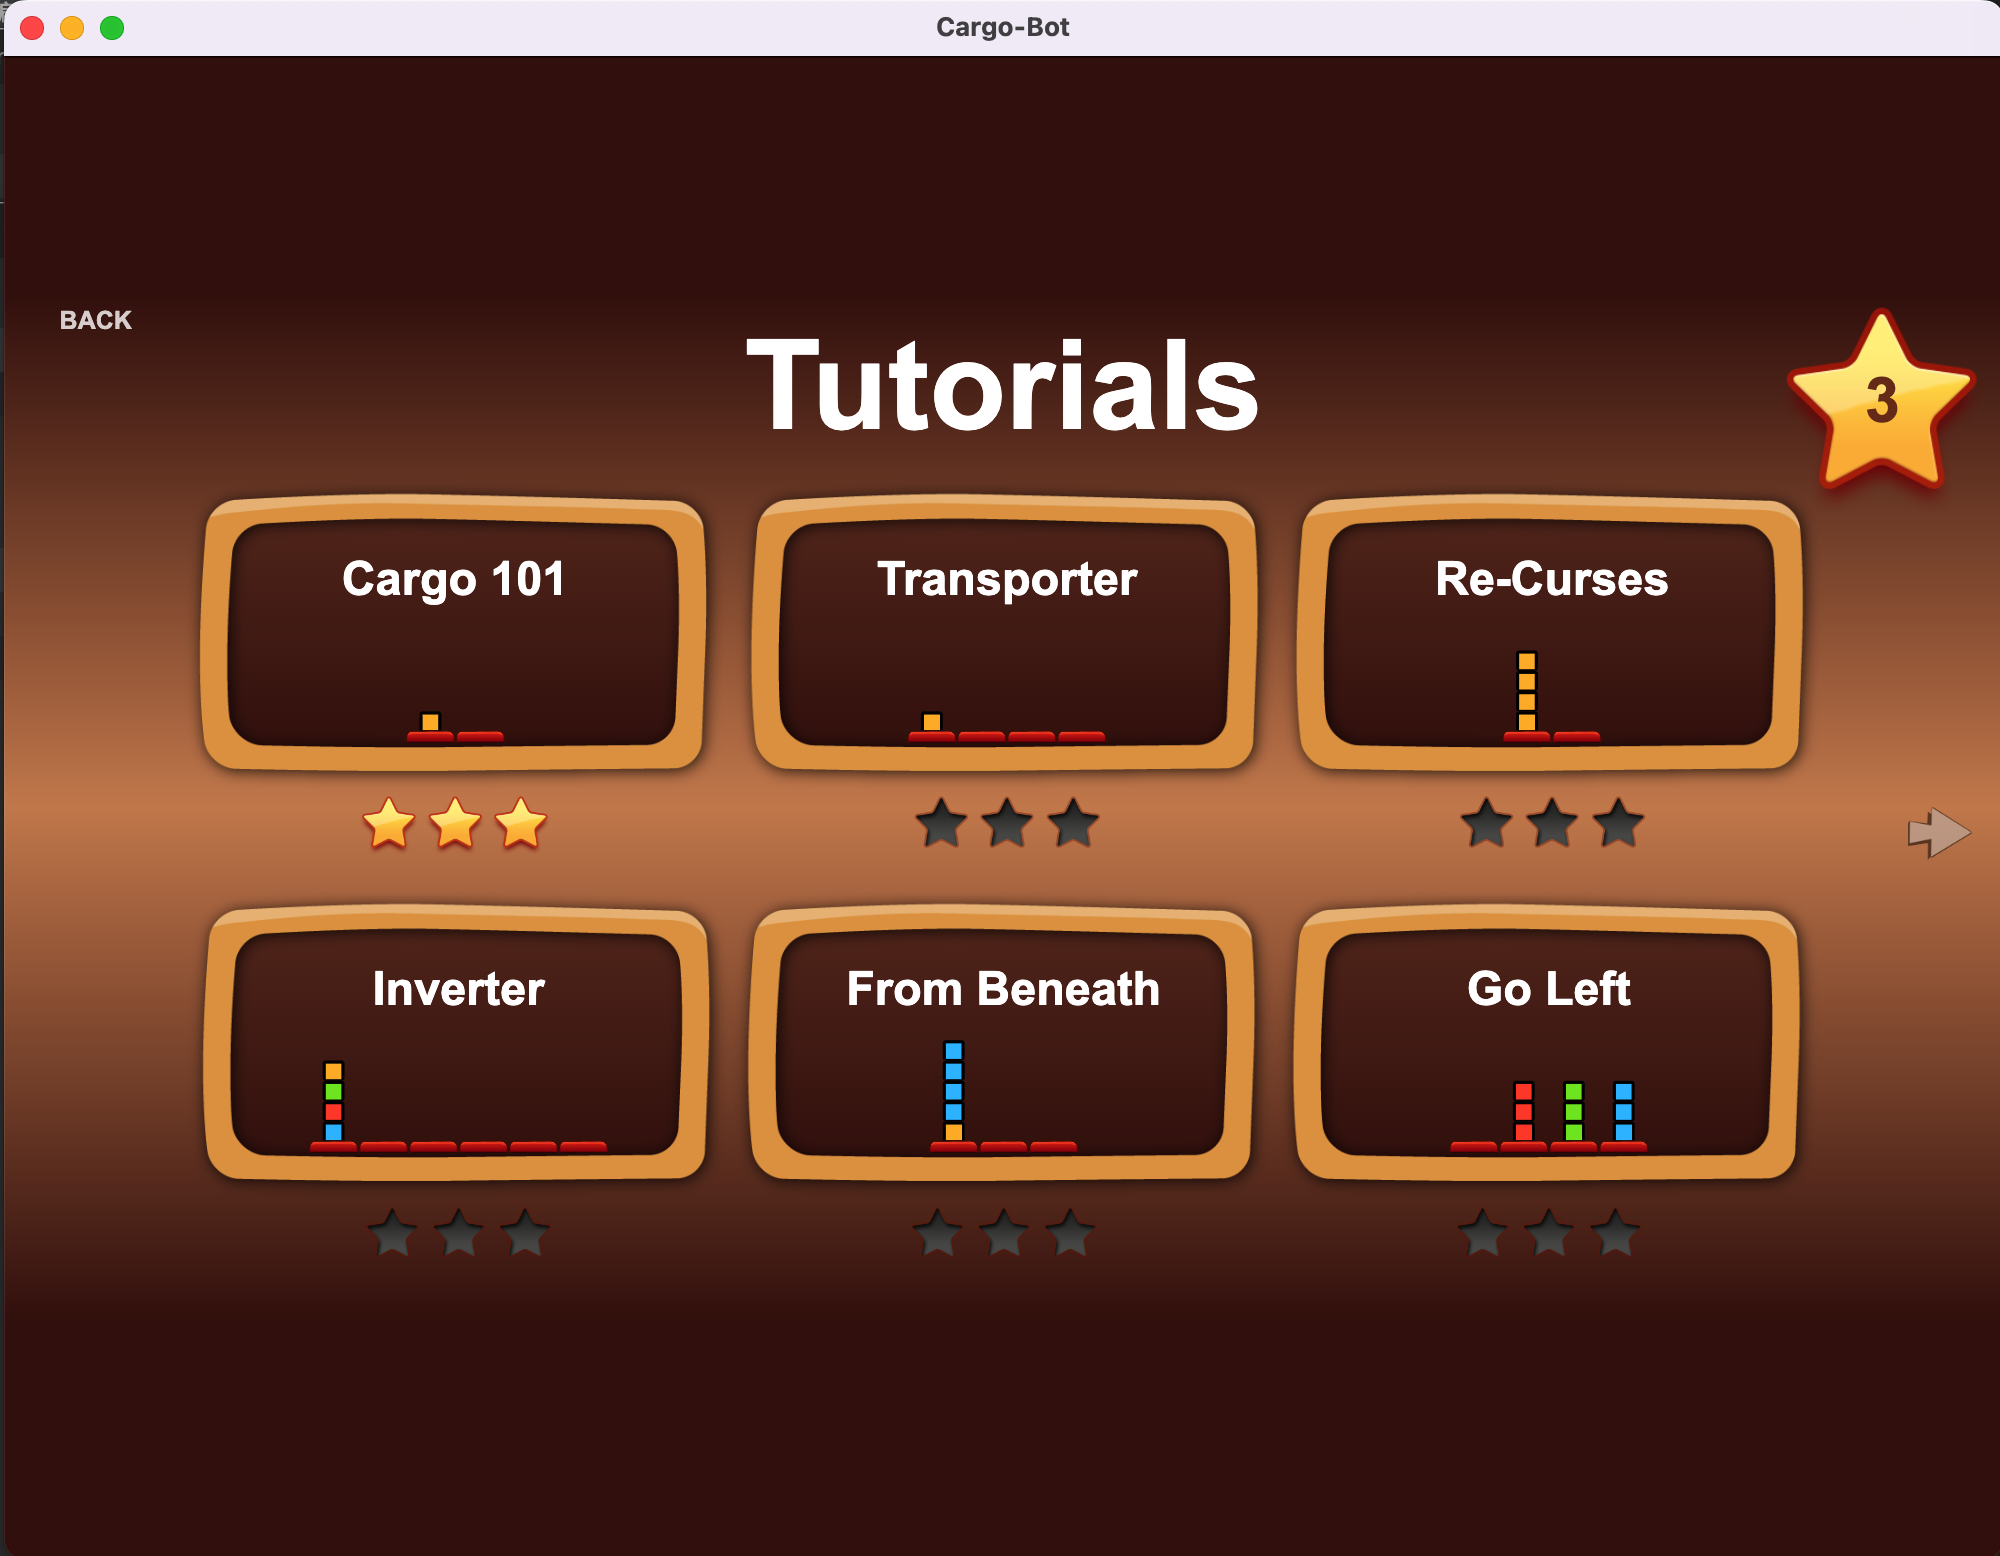 Cargo-Bot
BACK
Tutorials
3
Cargo 101
Transporter
Re-Curses
Inverter
From Beneath
Go Left